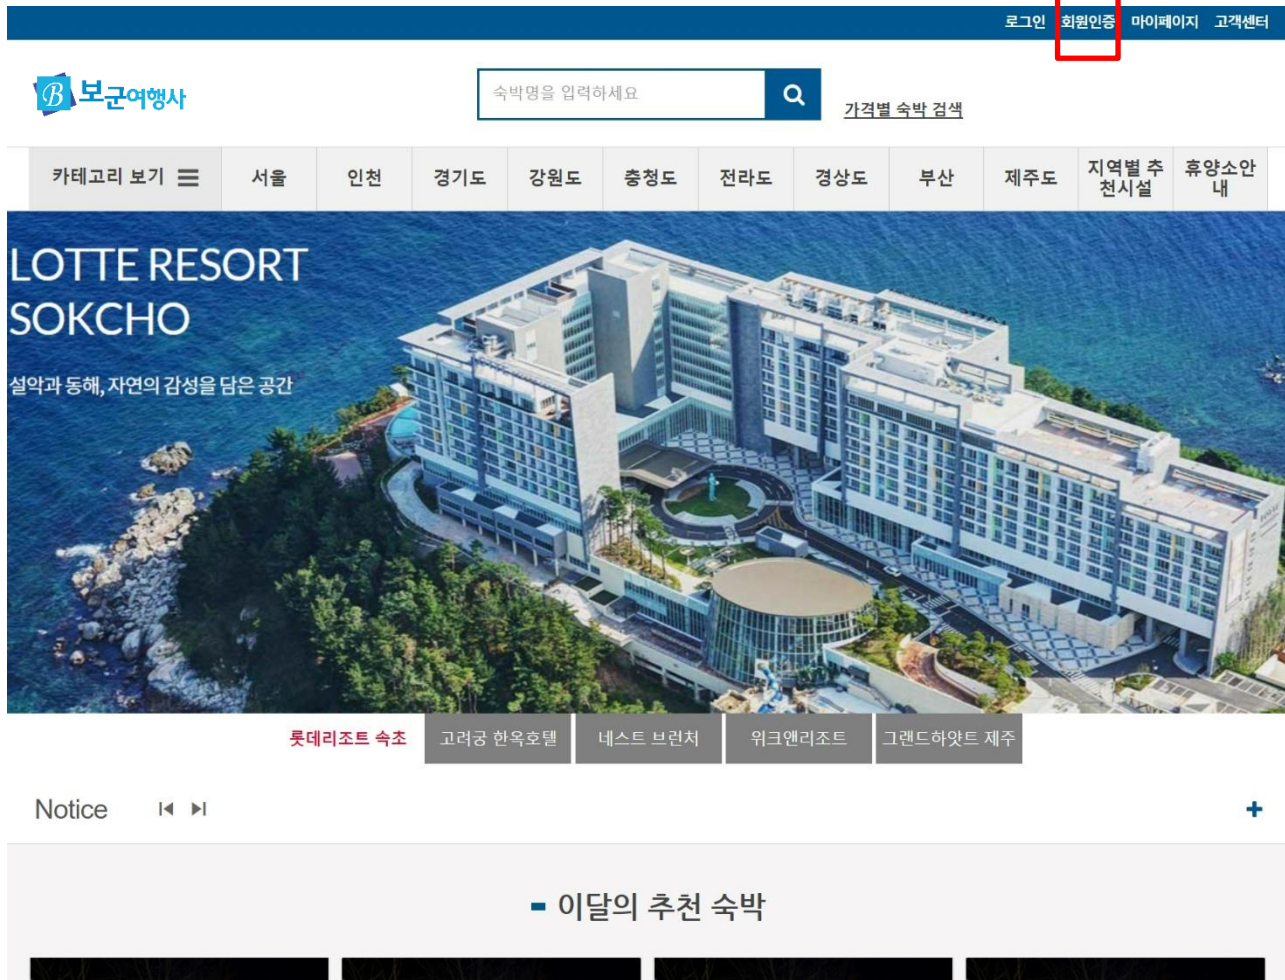 로그인 회원인증 마이페이지 고객센터
B 보군여행사
숙박명을 입력하세요
가격별 숙박 검색
카테고리 보기 서울 인천 경기도 강원도 충청도 전라도 경상도 부산 제주도 지역별 추천시설 휴양소안내
LOTTE RESORT
SOKCHO
설악과 동해, 자연의 감성을 담은 공간
롯데리조트 속초 고려궁 한옥호텔 네스트 브런처 위크앤리조트 그랜드하얏트 제주
Notice
이달의 추천 숙박